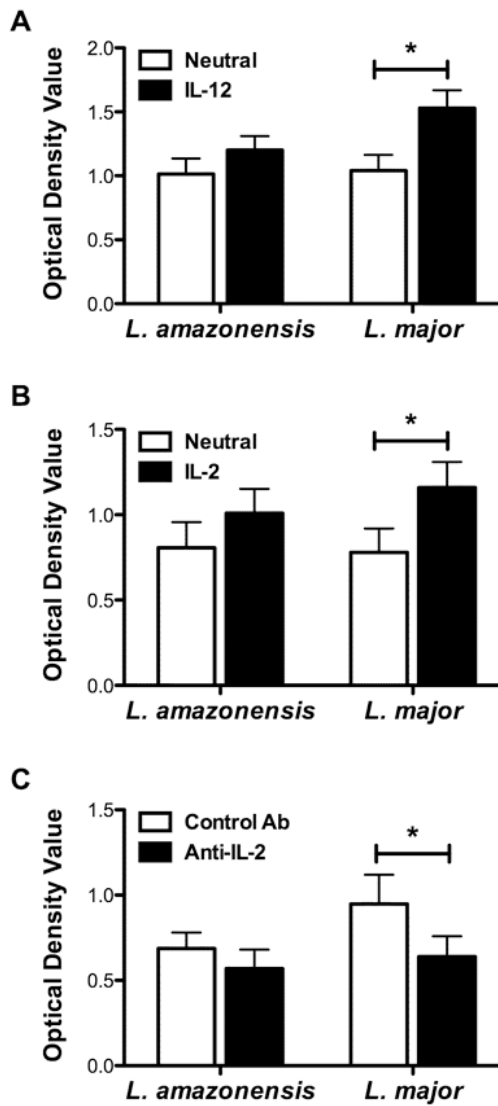 A
2.0
1.5
1.0
0.5
0.0
Optical Density Value
Neutral
IL-12
*
L. amazonensis L. major
B
1.5
1.0
0.5
0.0
Optical Density Value
Neutral
IL-2
*
L. amazonensis L. major
C
1.5
1.0
0.5
0.0
Optical Density Value
Control Ab
Anti-IL-2
*
L. amazonensis L. major